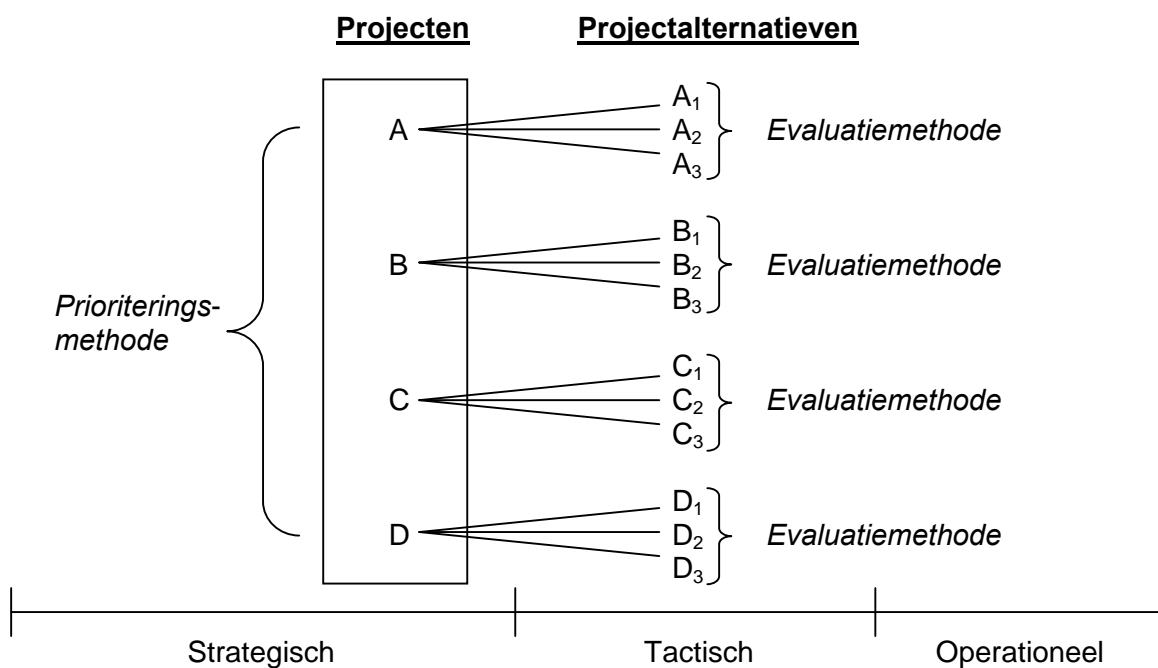 Projecten Projectalternatieven
A₁
A A₂ Evaluatiemethode
A₃
B₁
B B₂ Evaluatiemethode
B₃
Prioriterings-
methode
C₁
C C₂ Evaluatiemethode
C₃
D₁
D D₂ Evaluatiemethode
D₃
Strategisch Tactisch Operationeel